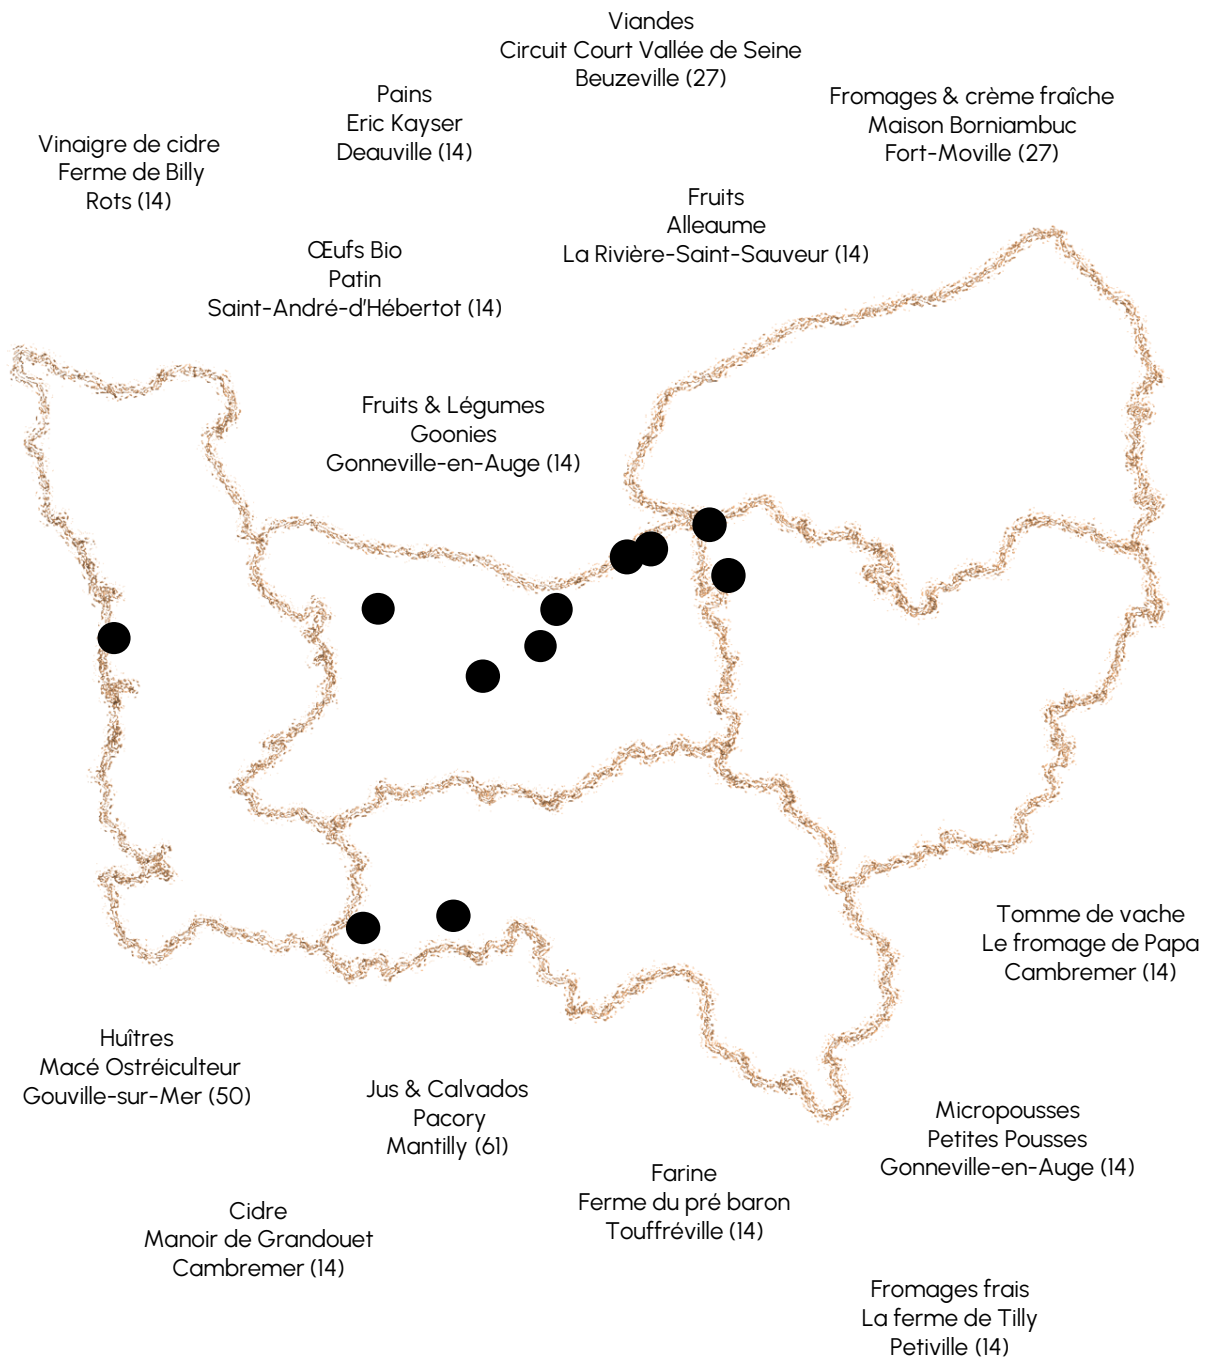 Viandes
Circuit Court Vallée de Seine
Beuzeville (27)
Pains
Eric Kayser
Deauville (14)
Fromages & crème fraîche
Maison Borniambuc
Fort-Moville (27)
Vinaigre de cidre
Ferme de Billy
Rots (14)
Fruits
Alleaume
La Rivière-Saint-Sauveur (14)
Œufs Bio
Patin
Saint-André-d'Hébertot (14)
Fruits & Légumes
Goonies
Gonneville-en-Auge (14)
Tomme de vache
Le fromage de Papa
Cambremer (14)
Huîtres
Macé Ostréiculteur
Gouville-sur-Mer (50)
Jus & Calvados
Pacory
Mantilly (61)
Micropousses
Petites Pousses
Gonneville-en-Auge (14)
Farine
Ferme du pré baron
Touffréville (14)
Cidre
Manoir de Grandouet
Cambremer (14)
Fromages frais
La ferme de Tilly
Petiville (14)